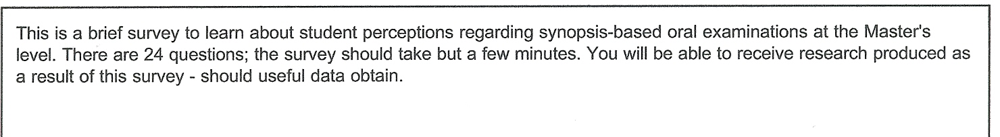 This is a brief survey to learn about student perceptions regarding synopsis-based oral examinations at the Master's
level. There are 24 questions; the survey should take but a few minutes. You will be able to receive research produced as
a result of this survey - should useful data obtain.